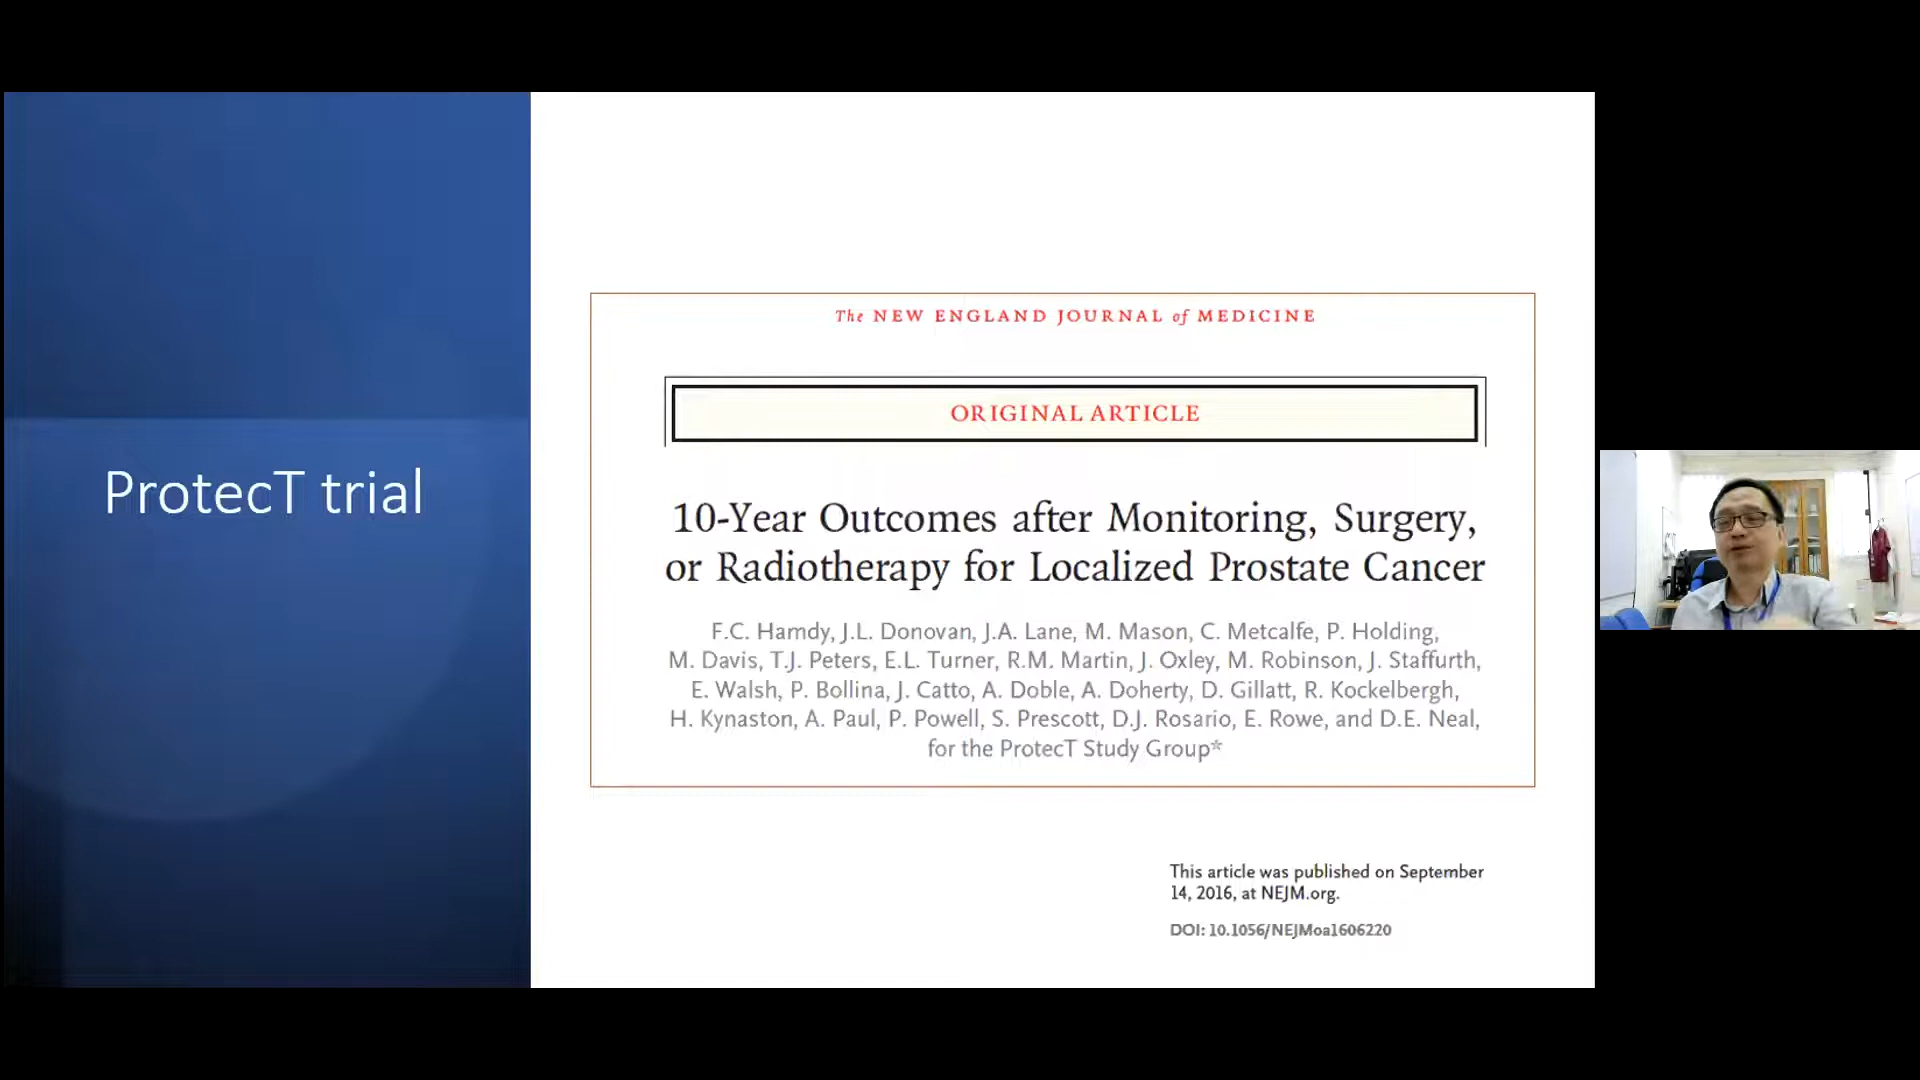 ProtecT trial
The NEW ENGLAND JOURNAL of MEDICINE
ORIGINAL ARTICLE
10-Year Outcomes after Monitoring, Surgery,
or Radiotherapy for Localized Prostate Cancer
F.C. Hamdy, J.L. Donovan, J.A. Lane, M. Mason, C. Metcalfe, P. Holding,
M. Davis, T.J. Peters, E.L. Turner, R.M. Martin, J. Oxley, M. Robinson, J. Staffurth,
E. Walsh, P. Bollina, J. Catto, A. Doble, A. Doherty, D. Gillatt, R. Kockelbergh,
H. Kynaston, A. Paul, P. Powell, S. Prescott, D.J. Rosario, E. Rowe, and D.E. Neal,
for the ProtecT Study Group*
This article was published on September
14, 2016, at NEJM.org.
DOI: 10.1056/NEJMoa1606220